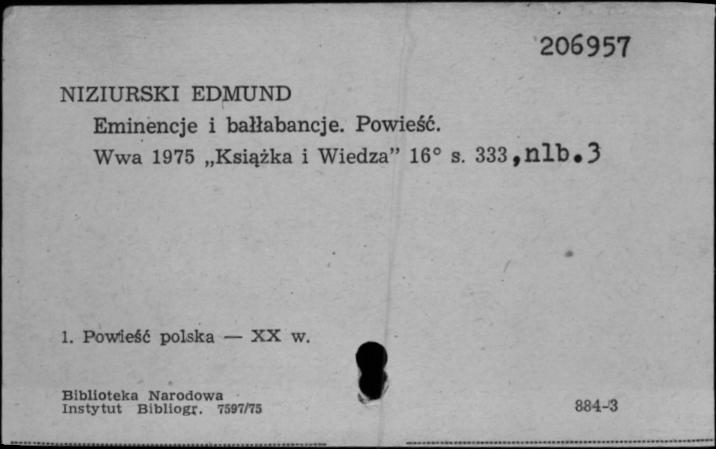 206957
NIZIURSKI EDMUND
Eminencje i bałłabancje. Powieść.
Wwa 1975 „Książka i Wiedza” 16° s. 333, nlb. 3
1. Powieść polska — XX w.
Biblioteka Narodowa
Instytut Bibliogr. 7597/75
884-3